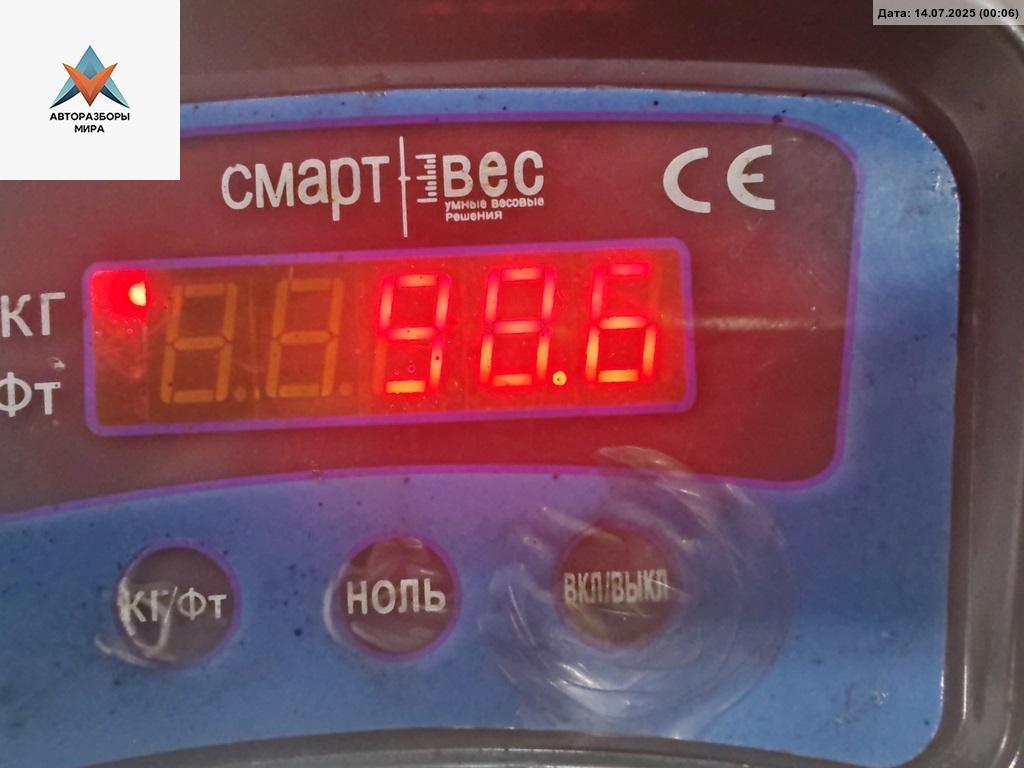 Дата: 14.07.2025 (00:06)
АВТОРАЗБОРЫ
МИРА
смарт вес
умные весовые
решения
CE
98.6
КГ
Фт
КГ/Фт
НОЛЬ
ВКЛ/ВЫКЛ